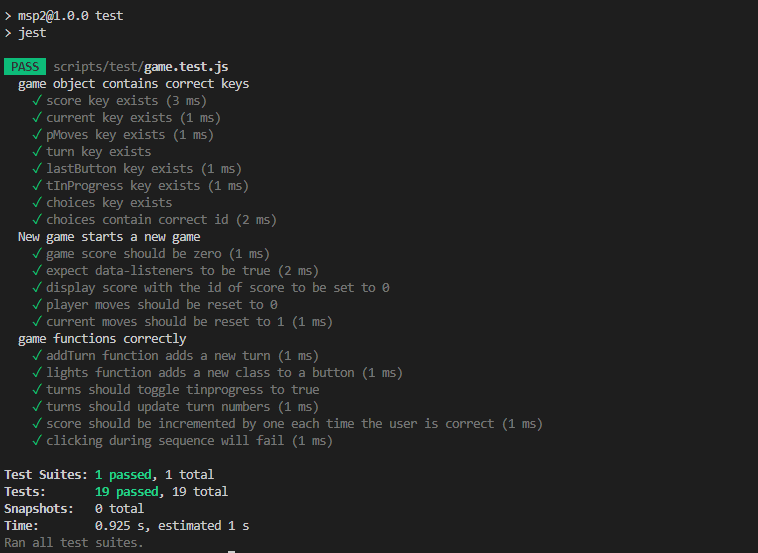 > msp2@1.0.0 test
> jest
PASS scripts/test/game.test.js
game object contains correct keys
✓ score key exists (3 ms)
✓ current key exists (1 ms)
✓ pMoves key exists (1 ms)
✓ turn key exists
✓ lastButton key exists (1 ms)
✓ tInProgress key exists (1 ms)
✓ choices key exists
✓ choices contain correct id (2 ms)
New game starts a new game
✓ game score should be zero (1 ms)
✓ expect data-listeners to be true (2 ms)
✓ display score with the id of score to be set to 0
✓ player moves should be reset to 0
✓ current moves should be reset to 1 (1 ms)
game functions correctly
✓ addTurn function adds a new turn (1 ms)
✓ lights function adds a new class to a button (1 ms)
✓ turns should toggle tinprogress to true
✓ turns should update turn numbers (1 ms)
✓ score should be incremented by one each time the user is correct (1 ms)
✓ clicking during sequence will fail (1 ms)
Test Suites: 1 passed, 1 total
Tests: 19 passed, 19 total
Snapshots: 0 total
Time: 0.925 s, estimated 1 s
Ran all test suites.